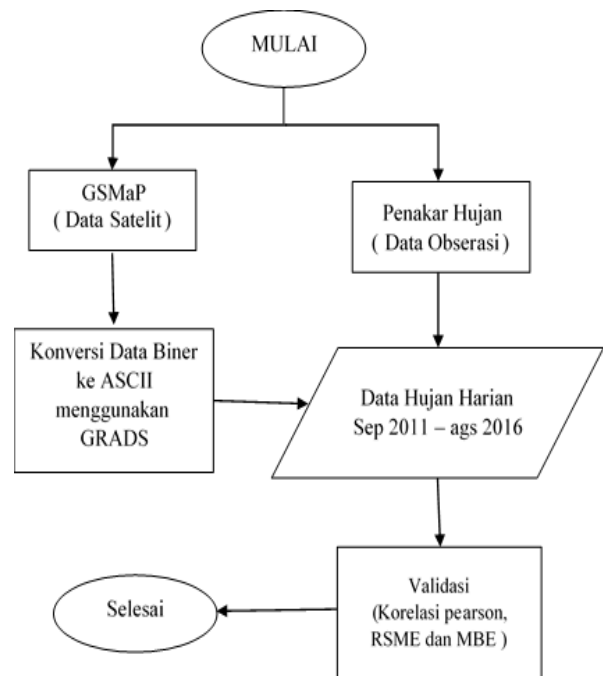 MULAI
GSMaP
( Data Satelit )
Penakar Hujan
( Data Obserasi )
Konversi Data Biner
ke ASCII
menggunakan
GRADS
Data Hujan Harian
Sep 2011 – ags 2016
Validasi
(Korelasi pearson,
RSME dan MBE )
Selesai